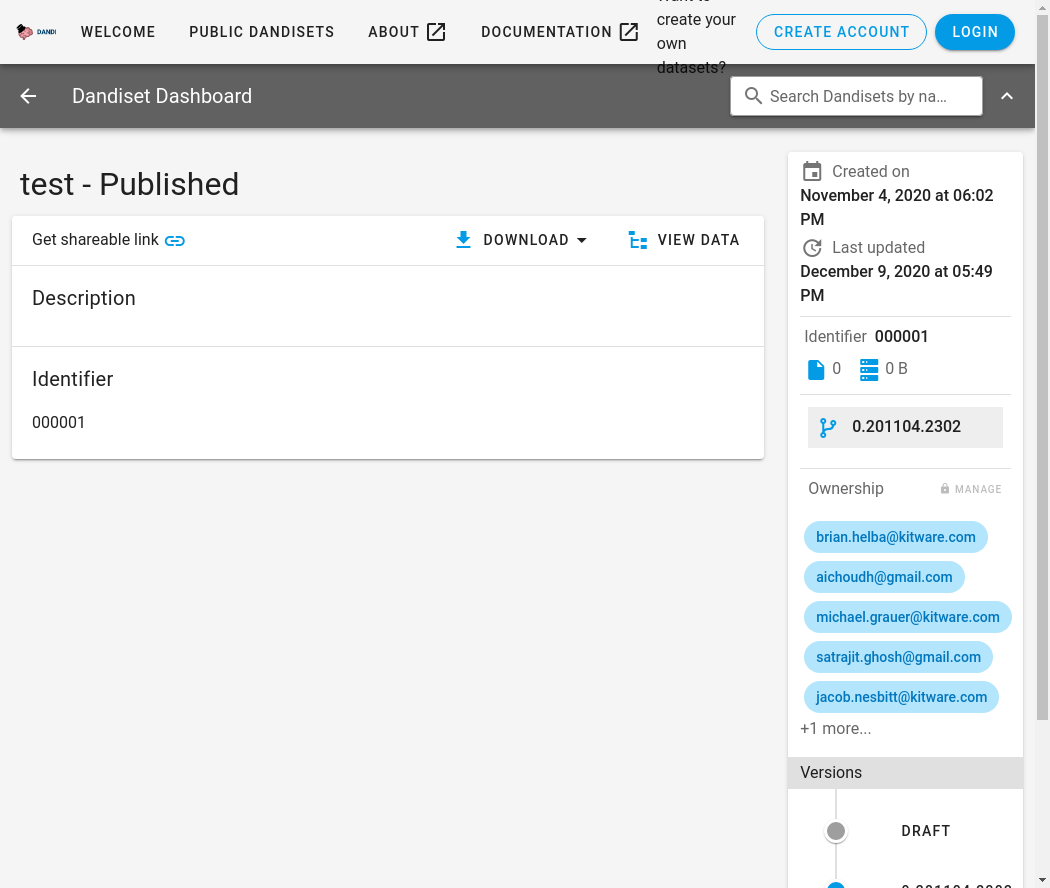 DANDI
WELCOME
PUBLIC DANDISETS
ABOUT
DOCUMENTATION
Want to
create your
own
datasets?
CREATE ACCOUNT
LOGIN
Dandiset Dashboard
Search Dandisets by na…
test - Published
Get shareable link
DOWNLOAD
VIEW DATA
Description
Identifier
000001
Created on
November 4, 2020 at 06:02
PM
Last updated
December 9, 2020 at 05:49
PM
Identifier 000001
0
0 B
0.201104.2302
Ownership
MANAGE
brian.helba@kitware.com
aichoudh@gmail.com
michael.grauer@kitware.com
satrajit.ghosh@gmail.com
jacob.nesbitt@kitware.com
+1 more...
Versions
DRAFT